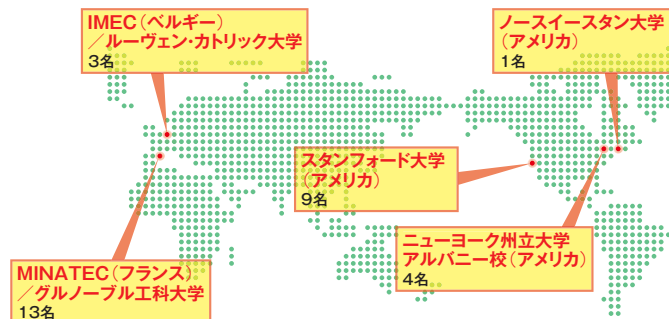 IMEC（ベルギー）
／ルーヴェン・カトリック大学
3名
ノースイースタン大学
（アメリカ）
1名
スタンフォード大学
（アメリカ）
9名
ニューヨーク州立大学
アルバニー校（アメリカ）
4名
MINATEC（フランス）
／グルノーブル工科大学
13名